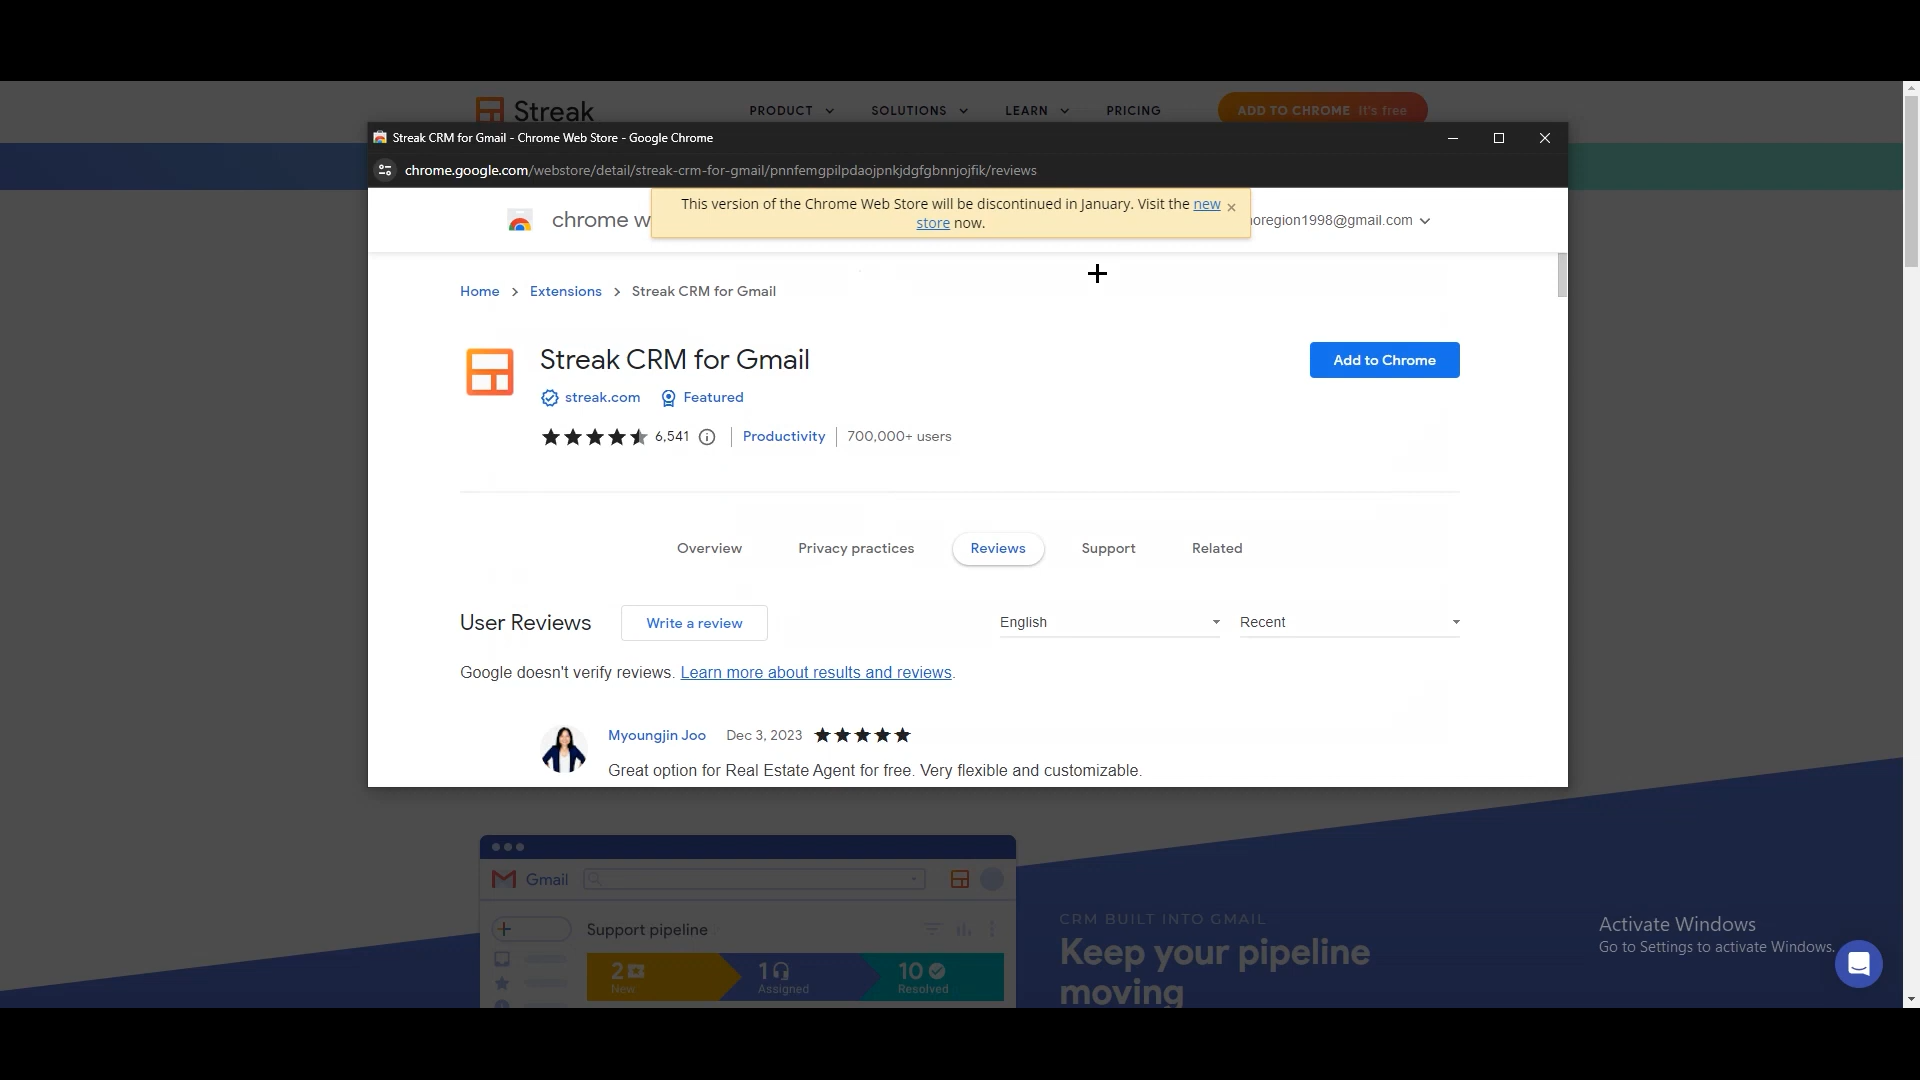 Streak
PRODUCT
SOLUTIONS
LEARN
PRICING
ADD TO CHROME It's free
Streak CRM for Gmail - Chrome Web Store - Google Chrome
chrome.google.com/webstore/detail/streak-crm-for-gmail/pnnfemgpilpdaojpnkjdgfgbnnjojfik/reviews
chrome w
This version of the Chrome Web Store will be discontinued in January. Visit the new
store now.
oregion1998@gmail.com
Home
Extensions
Streak CRM for Gmail
Streak CRM for Gmail
Add to Chrome
streak.com
Featured
6,541
Productivity
700,000+ users
Overview
Privacy practices
Reviews
Support
Related
User Reviews
Write a review
English
Recent
Google doesn't verify reviews. Learn more about results and reviews.
Myoungjin Joo
Dec 3, 2023
Great option for Real Estate Agent for free. Very flexible and customizable.
Gmail
Support pipeline
2
New
1
Assigned
10
Resolved
CRM BUILT INTO GMAIL
Keep your pipeline
moving
Activate Windows
Go to Settings to activate Windows.